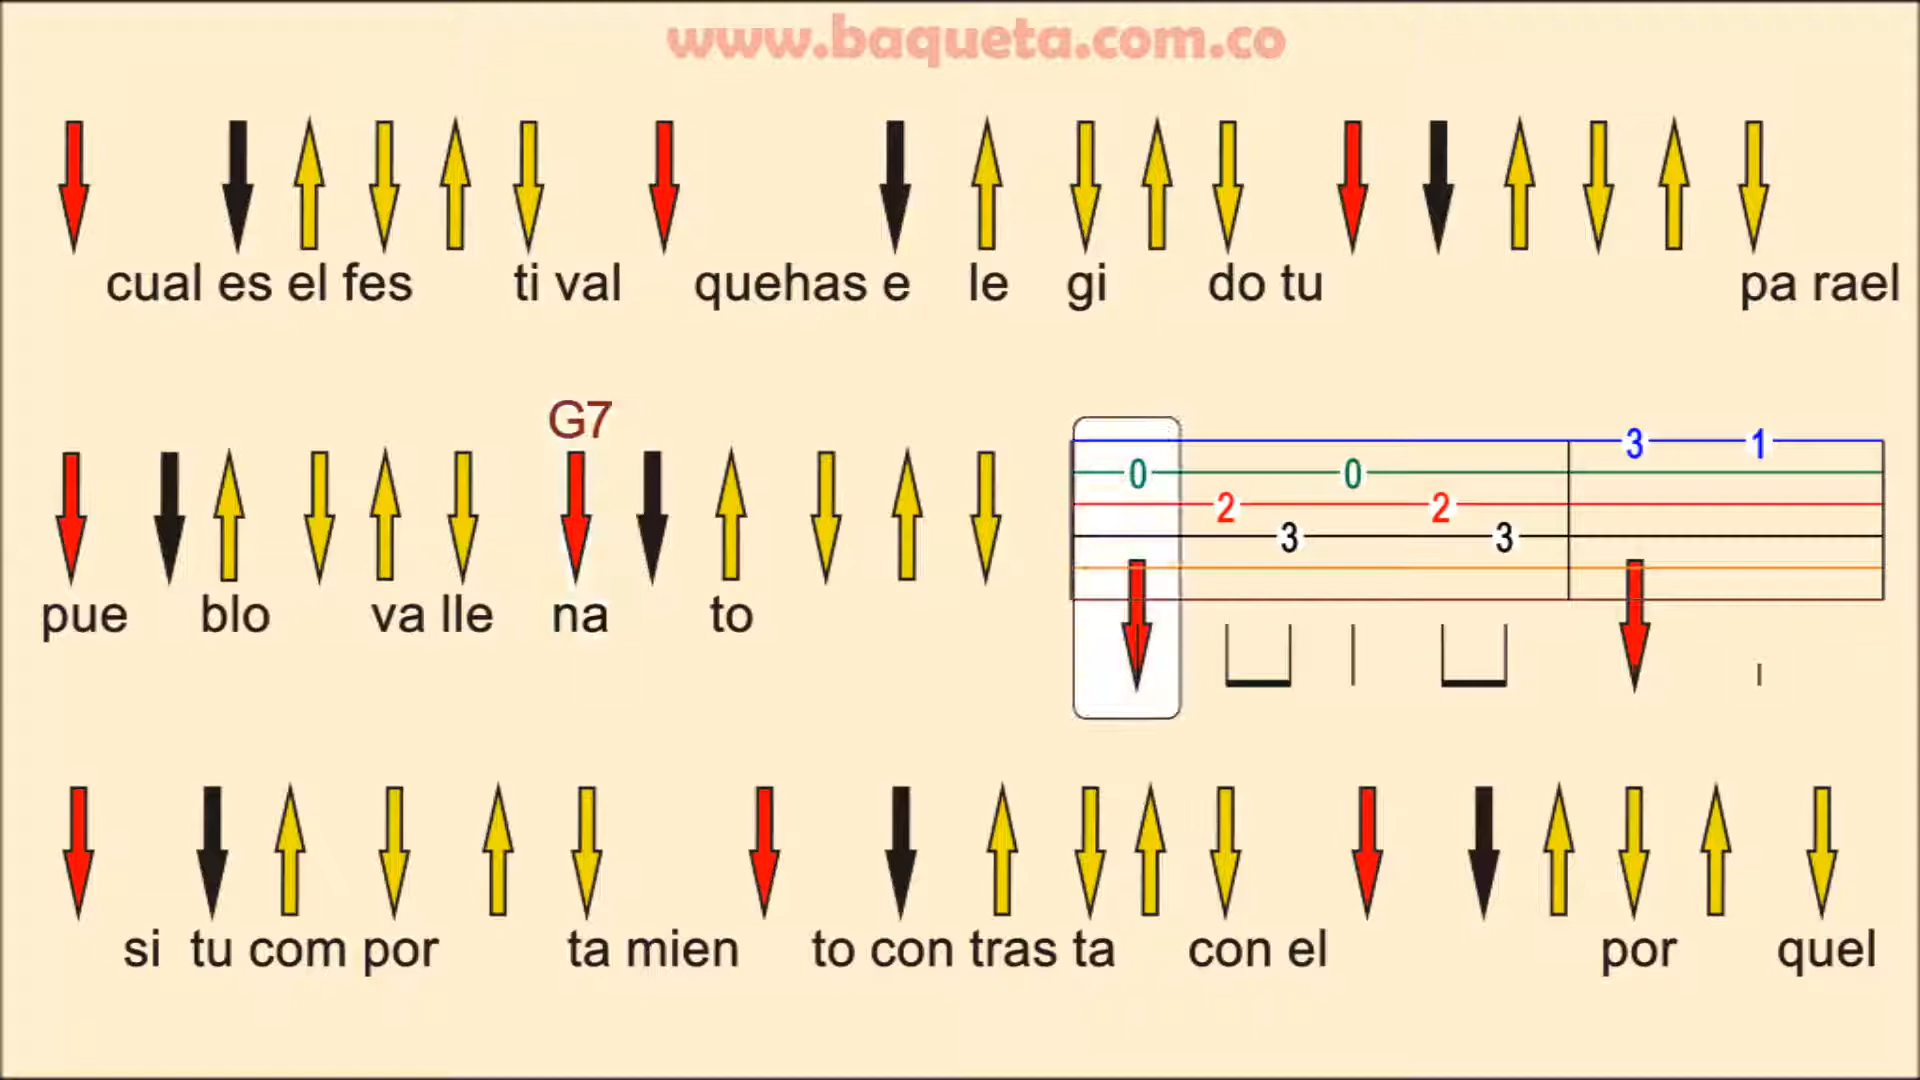 www.baqueta.com.co
cual es el fes ti val quehas e le gi do tu pa rael
G7
pue blo va lle na to
3 1
0 0
2 2
3 3
si tu com por ta mien to con tras ta con el por quel